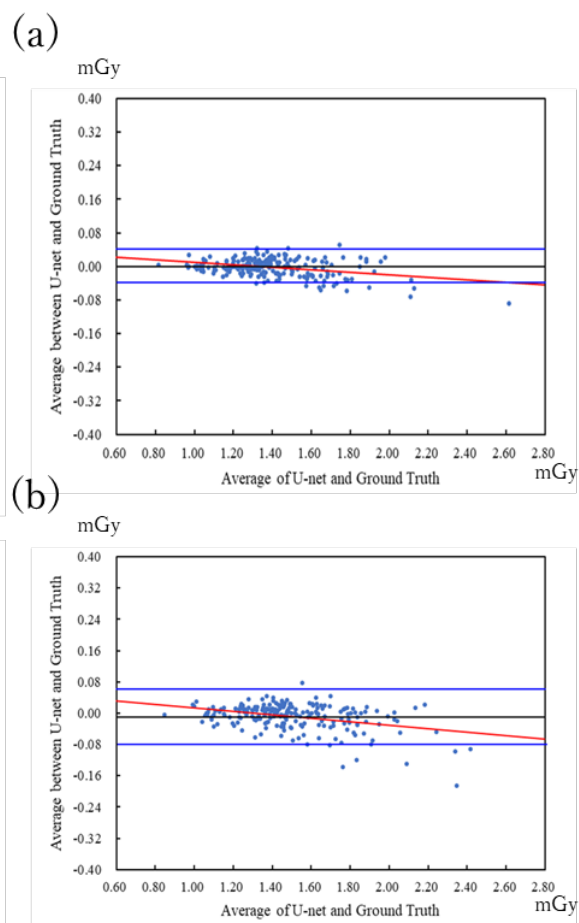 (a)
mGy
Average between U-net and Ground Truth
0.40
0.32
0.24
0.16
0.08
0.00
-0.08
-0.16
-0.24
-0.32
-0.40
0.60 0.80 1.00 1.20 1.40 1.60 1.80 2.00 2.20 2.40 2.60 2.80
Average of U-net and Ground Truth
mGy
(b)
mGy
Average between U-net and Ground Truth
0.40
0.32
0.24
0.16
0.08
0.00
-0.08
-0.16
-0.24
-0.32
-0.40
0.60 0.80 1.00 1.20 1.40 1.60 1.80 2.00 2.20 2.40 2.60 2.80
Average of U-net and Ground Truth
mGy